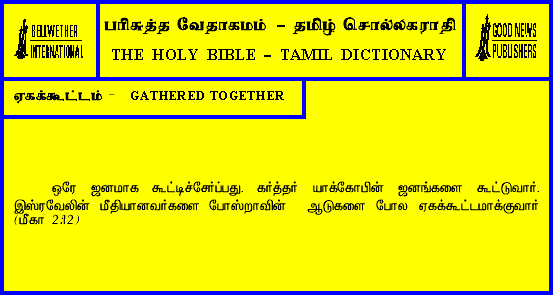 BELLWETHER
INTERNATIONAL
பரிசுத்த வேதாகமம் – தமிழ் சொல்லகராதி
THE HOLY BIBLE – TAMIL DICTIONARY
GOOD NEWS
PUBLISHERS
ஏகக்கூட்டம் – GATHERED TOGETHER
ஒரே ஜனமாக கூட்டிச்சேர்ப்பது. கர்த்தர் யாக்கோபின் ஜனங்களை கூட்டுவார்.
இஸ்ரவேலின் மீதியானவர்களை போஸ்றாவின் ஆடுகளை போல ஏகக்கூட்டமாக்குவார்
(மீகா 2:12)